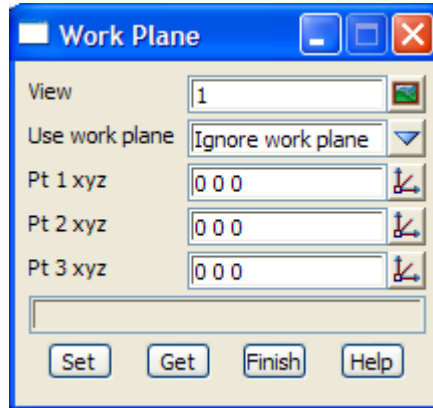 Work Plane
View 1
Use work plane Ignore work plane
Pt 1 xyz 0 0 0
Pt 2 xyz 0 0 0
Pt 3 xyz 0 0 0
Set Get Finish Help